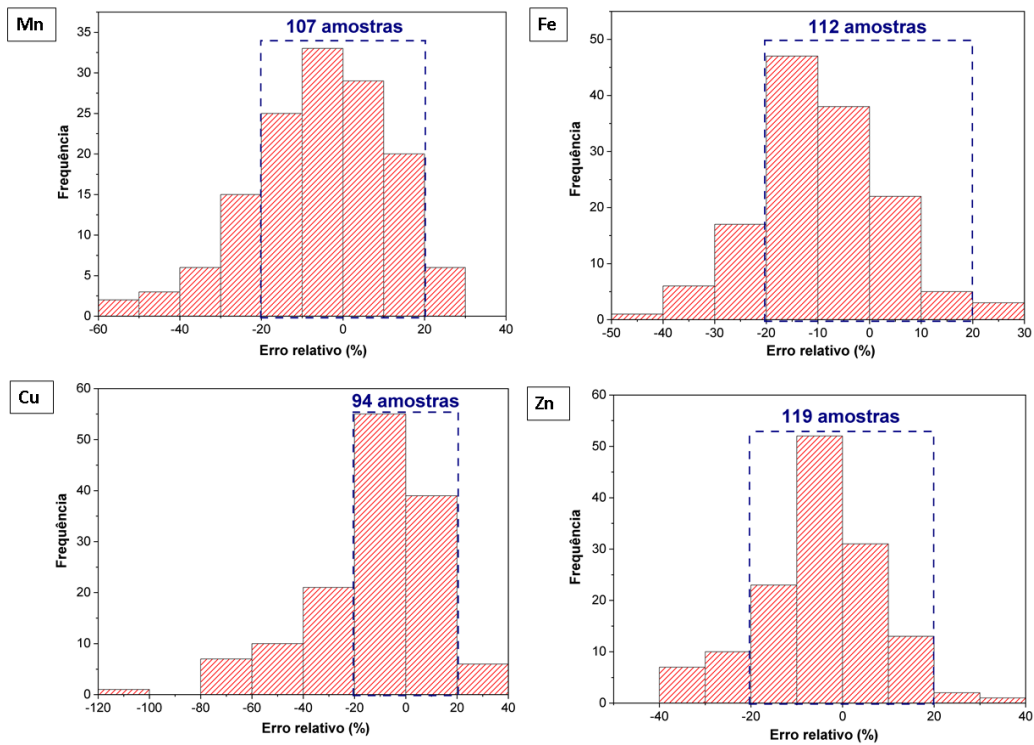 Mn
107 amostras
35
30
25
20
15
10
5
0
Frequência
-60 -40 -20 0 20 40
Erro relativo (%)
Fe
112 amostras
50
40
30
20
10
0
Frequência
-50 -40 -30 -20 -10 0 10 20 30
Erro relativo (%)
Cu
94 amostras
60
50
40
30
20
10
0
Frequência
-120 -100 -80 -60 -40 -20 0 20 40
Erro relativo (%)
Zn
119 amostras
60
50
40
30
20
10
0
Frequência
-40 -20 0 20 40
Erro relativo (%)